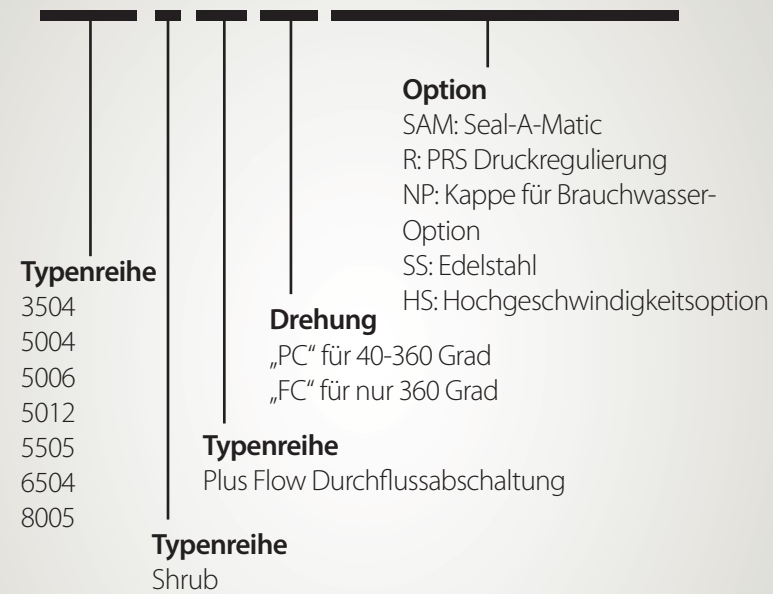 Option
SAM: Seal-A-Matic
R: PRS Druckregulierung
NP: Kappe für Brauchwasser-
Option
SS: Edelstahl
HS: Hochgeschwindigkeitsoption
Typenreihe
3504
5004
5006
5012
5505
6504
8005
Drehung
„PC“ für 40-360 Grad
„FC“ für nur 360 Grad
Typenreihe
Plus Flow Durchflussabschaltung
Typenreihe
Shrub